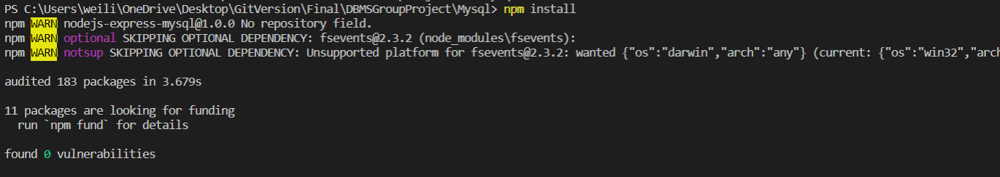 PS C:\Users\weili\OneDrive\Desktop\GitVersion\Final\DBMSGroupProject\Mysql> npm install
npm WARN nodejs-express-mysql@1.0.0 No repository field.
npm WARN optional SKIPPING OPTIONAL DEPENDENCY: fsevents@2.3.2 (node_modules\fsevents):
npm WARN notsup SKIPPING OPTIONAL DEPENDENCY: Unsupported platform for fsevents@2.3.2: wanted {"os":"darwin","arch":"any"} (current: {"os":"win32","arch
audited 183 packages in 3.679s
11 packages are looking for funding
run `npm fund` for details
found 0 vulnerabilities